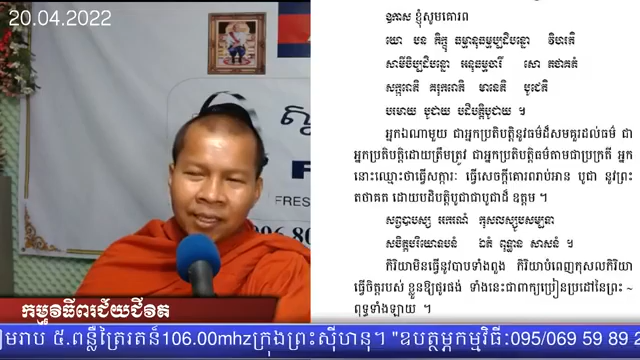 20.04.2022
ឧកាស ខ្ញុំសូមគោរព
យោ បន ភិក្ខុ ធម្មានុធម្មប្បដិបន្នោ វិហរតិ
សាមីចិប្បដិបន្នោ អនុធម្មចារី សោ តថាគតំ
សក្ករោតិ គរុករោតិ មានេតិ បូជេតិ
បរមាយ បូជាយ បដិបត្តិបូជាយ ។
អ្នកឯណាមួយ ជាអ្នកប្រតិបត្តិនូវធម៌ដ៏សមគួរដល់ធម៌ ជា
អ្នកប្រតិបត្តិដោយត្រឹមត្រូវ ជាអ្នកប្រតិបត្តិធម៌តាមជាប្រក្រតី អ្នក
នោះឈ្មោះថាធ្វើសក្ការៈ ធ្វើសេចក្តីគោរពរាប់អាន បូជា នូវព្រះ
តថាគត ដោយបដិបត្តិបូជាជាបូជាដ៏ ឧត្តម ។
សព្វបាបស្ស អករណំ កុសលស្សូបសម្បទា
សចិត្តបរិយោទបនំ ឯតំ ពុទ្ធាន សាសនំ ។
កិរិយាមិនធ្វើនូវបាបទាំងពួង កិរិយាបំពេញកុសលកិរិយា
ធ្វើចិត្តរបស់ ខ្លួនឱ្យផូរផង់ ទាំងនេះជាពាក្យប្រៀនប្រដៅនៃព្រះ ~
ពុទ្ធទាំងឡាយ ។
FRES
096 80
កម្មវិធីពរជ័យជីវិត
រៀមរាប ៥.ពន្លឺត្រៃរតន៍106.00mhzក្រុងព្រះសីហនុ។ "ឧបត្ថម្ភកម្មវិធី:095/069 59 89 2